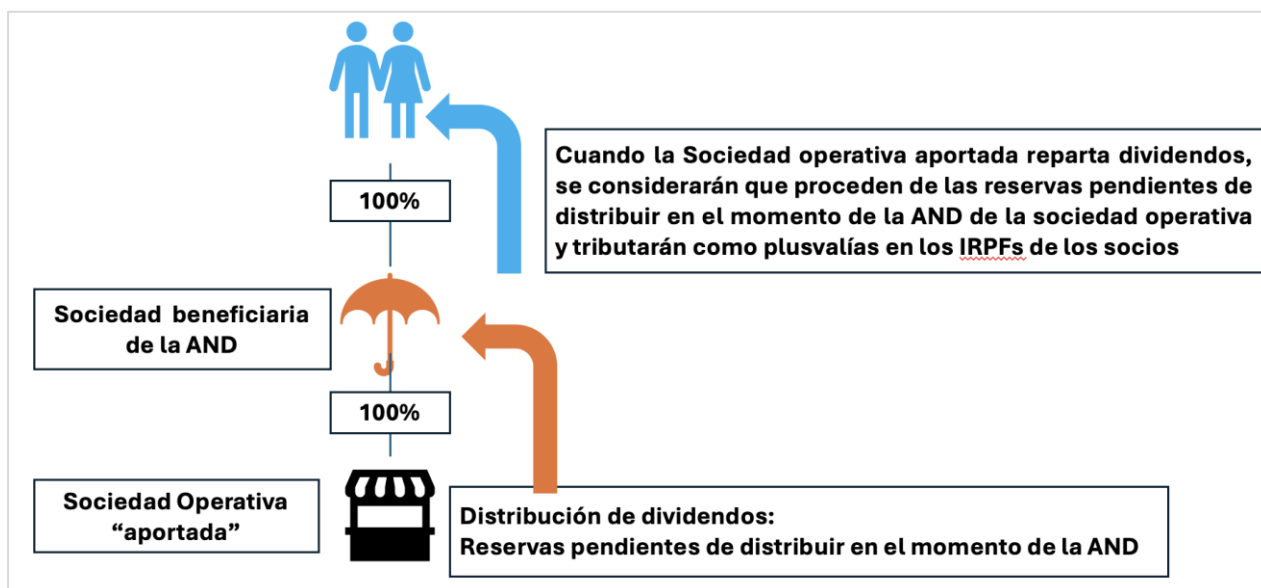 Cuando la Sociedad operativa aportada reparta dividendos,
se considerarán que proceden de las reservas pendientes de
distribuir en el momento de la AND de la sociedad operativa
y tributarán como plusvalías en los IRPFs de los socios
100%
Sociedad beneficiaria
de la AND
100%
Sociedad Operativa
“aportada”
Distribución de dividendos:
Reservas pendientes de distribuir en el momento de la AND